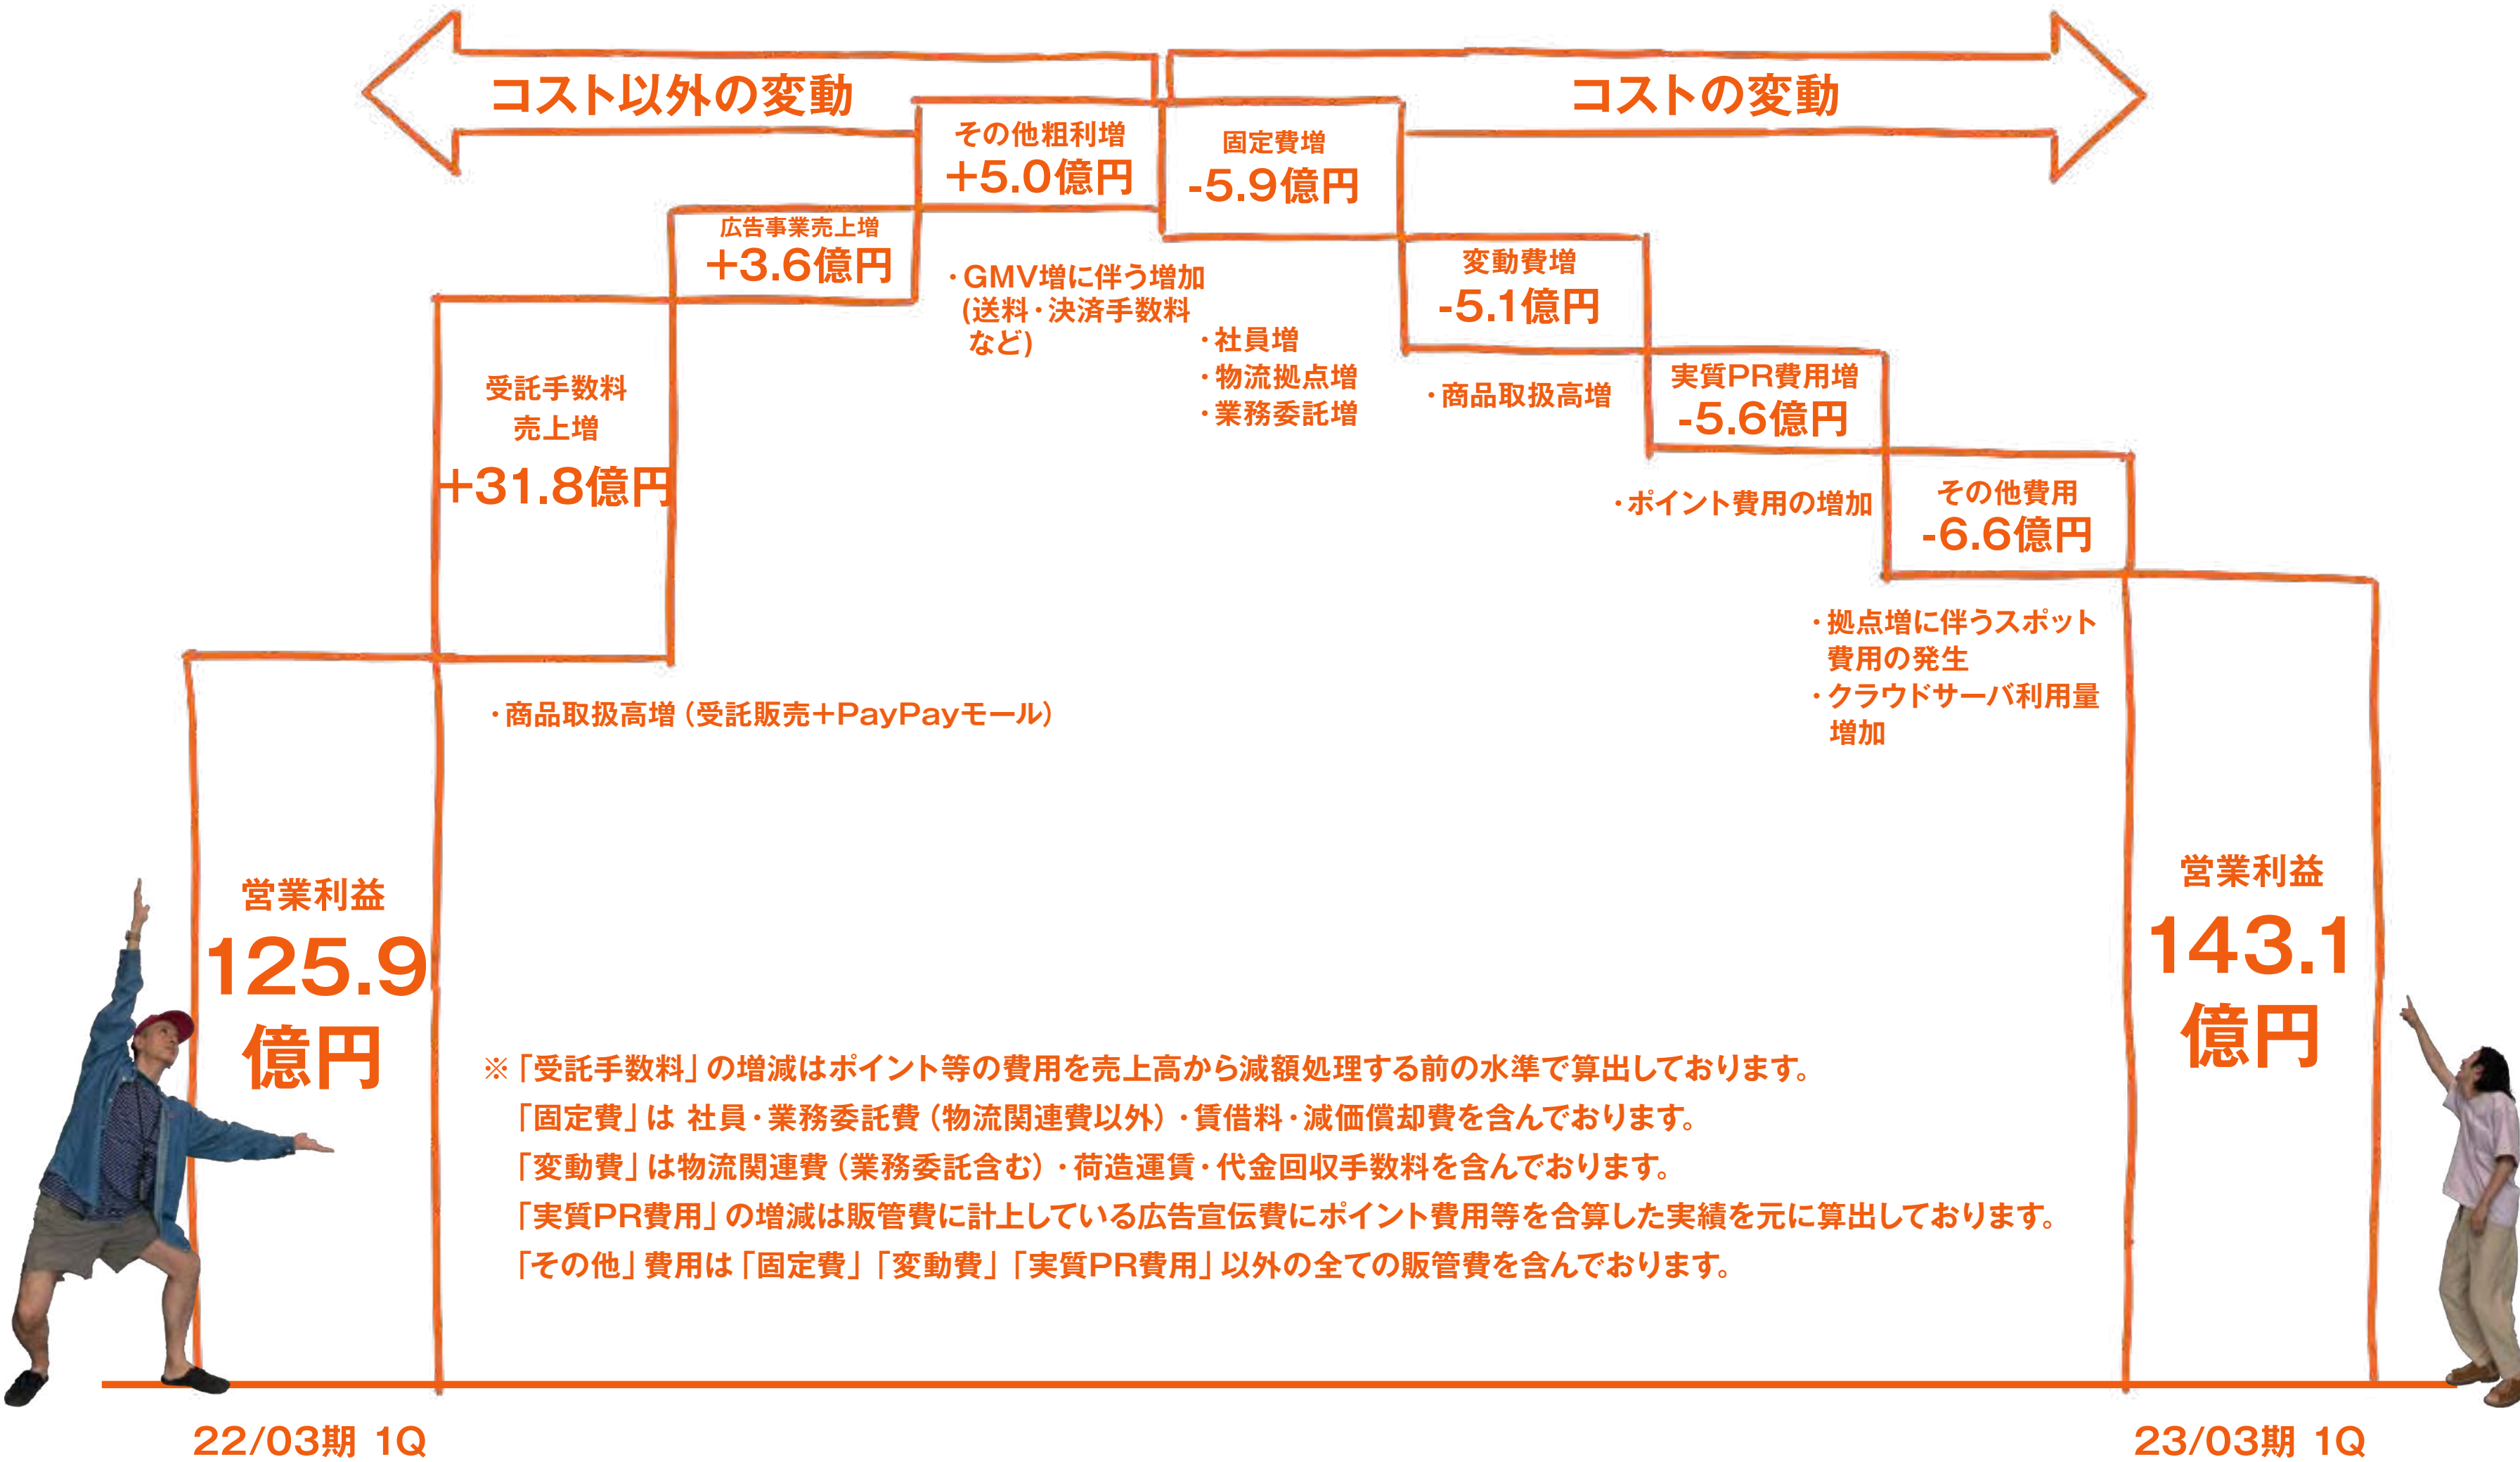 コスト以外の変動
コストの変動
その他粗利増
+5.0億円
固定費増
-5.9億円
広告事業売上増
+3.6億円
・GMV増に伴う増加
(送料・決済手数料
など)
変動費増
-5.1億円
・社員増
・物流拠点増
・業務委託増
受託手数料
売上増
+31.8億円
・商品取扱高増
実質PR費用増
-5.6億円
・ポイント費用の増加
その他費用
-6.6億円
・拠点増に伴うスポット
費用の発生
・クラウドサーバ利用量
増加
・商品取扱高増（受託販売+PayPayモール）
営業利益
125.9
億円
営業利益
143.1
億円
※「受託手数料」の増減はポイント等の費用を売上高から減額処理する前の水準で算出しております。
「固定費」は 社員・業務委託費（物流関連費以外）・賃借料・減価償却費を含んでおります。
「変動費」は物流関連費（業務委託含む）・荷造運賃・代金回収手数料を含んでおります。
「実質PR費用」の増減は販管費に計上している広告宣伝費にポイント費用等を合算した実績を元に算出しております。
「その他」費用は「固定費」「変動費」「実質PR費用」以外の全ての販管費を含んでおります。
22/03期 1Q
23/03期 1Q